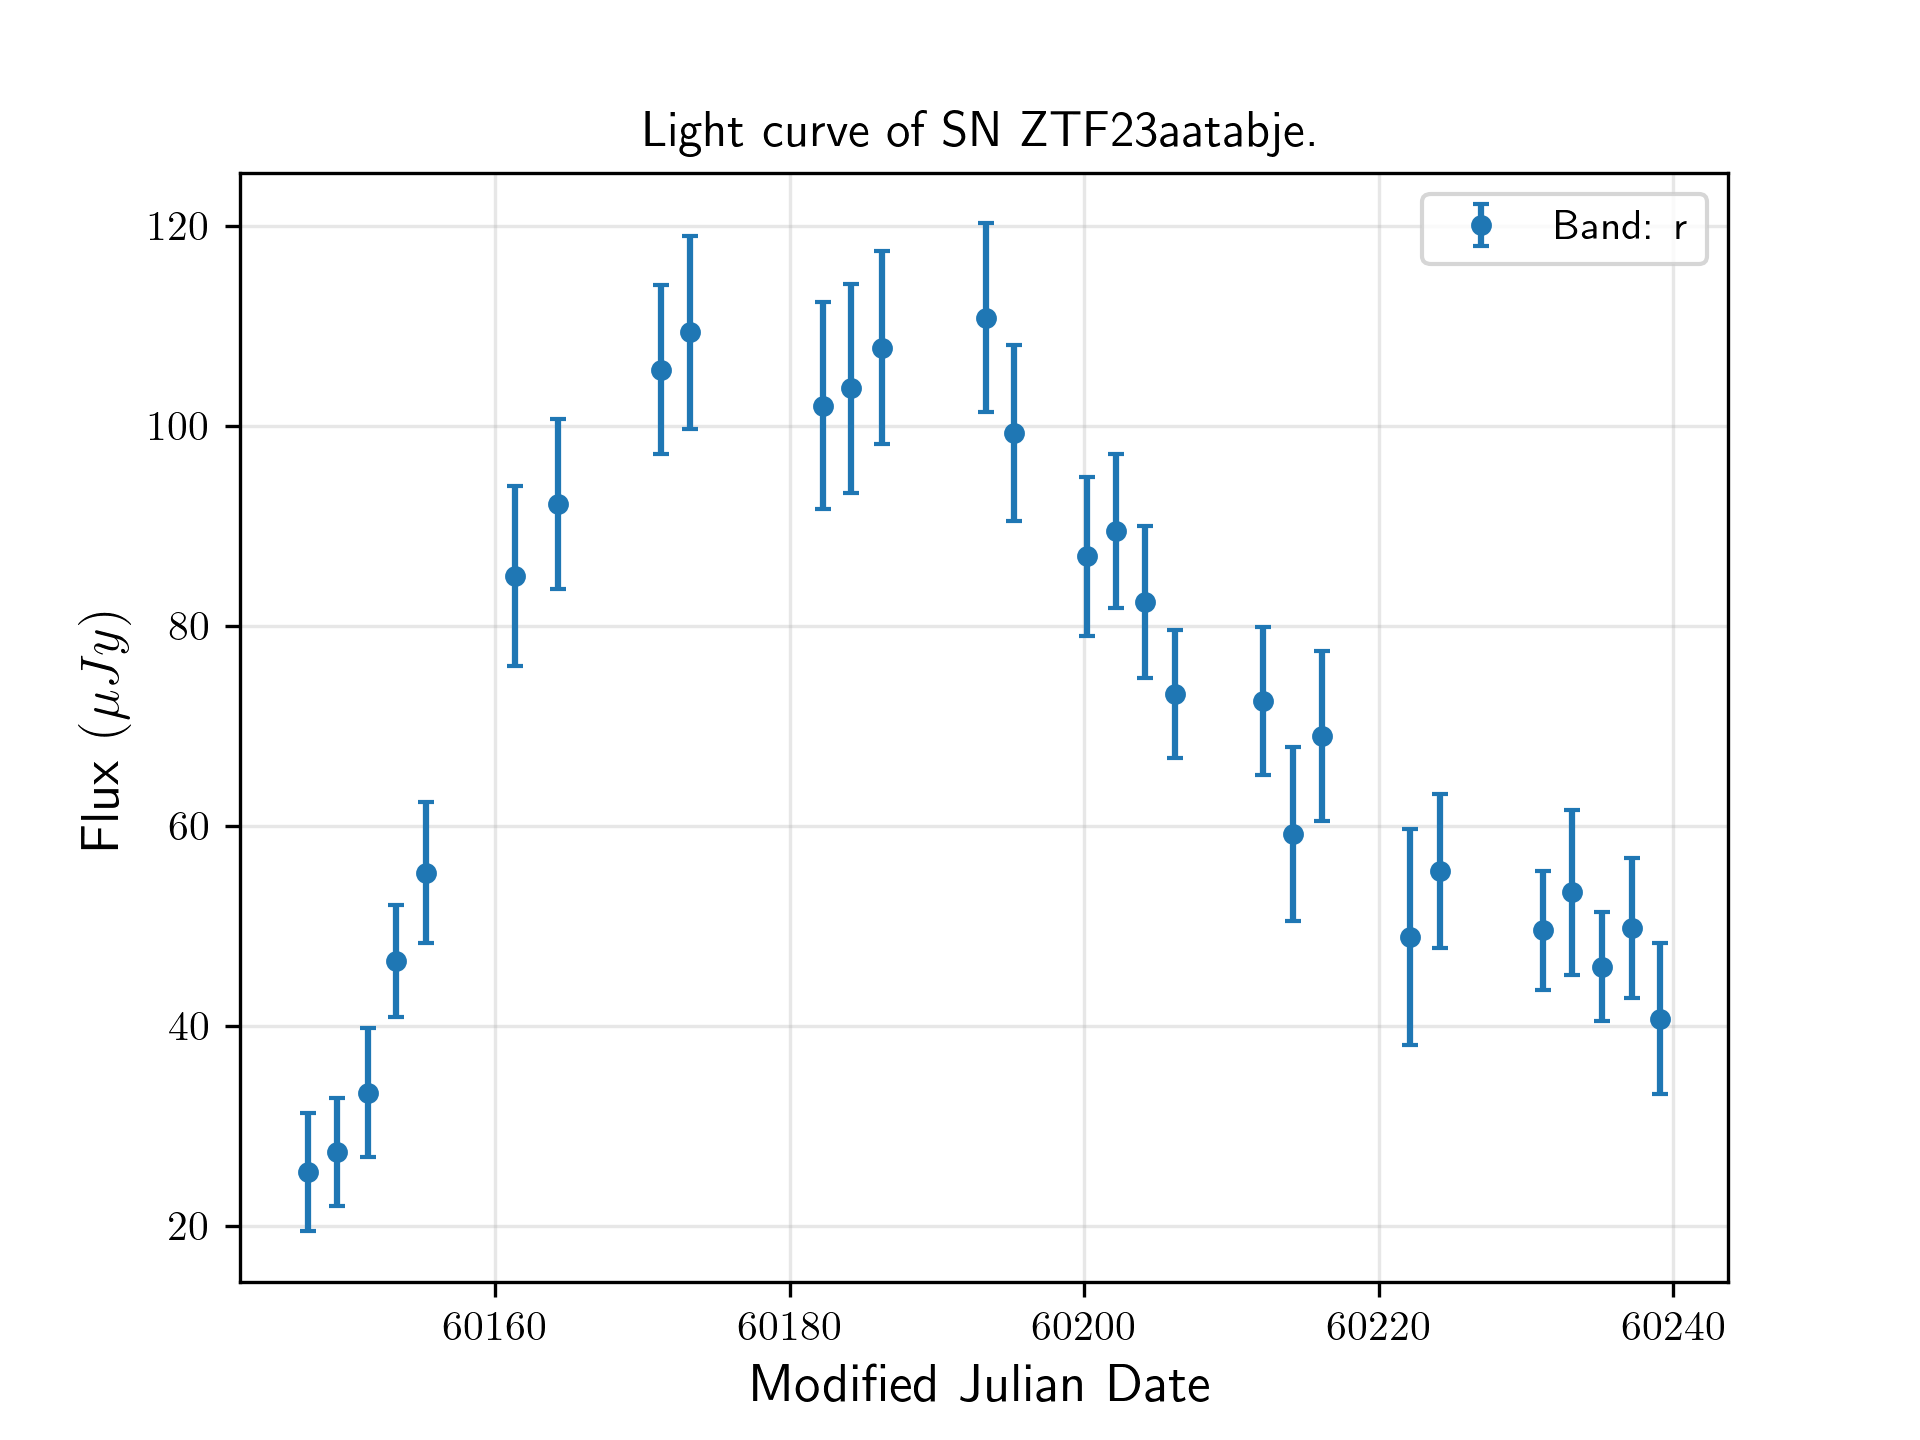 Light curve of SN ZTF23aatabje.
Band: r
120
100
80
60
40
20
Flux (μJy)
60160 60180 60200 60220 60240
Modified Julian Date